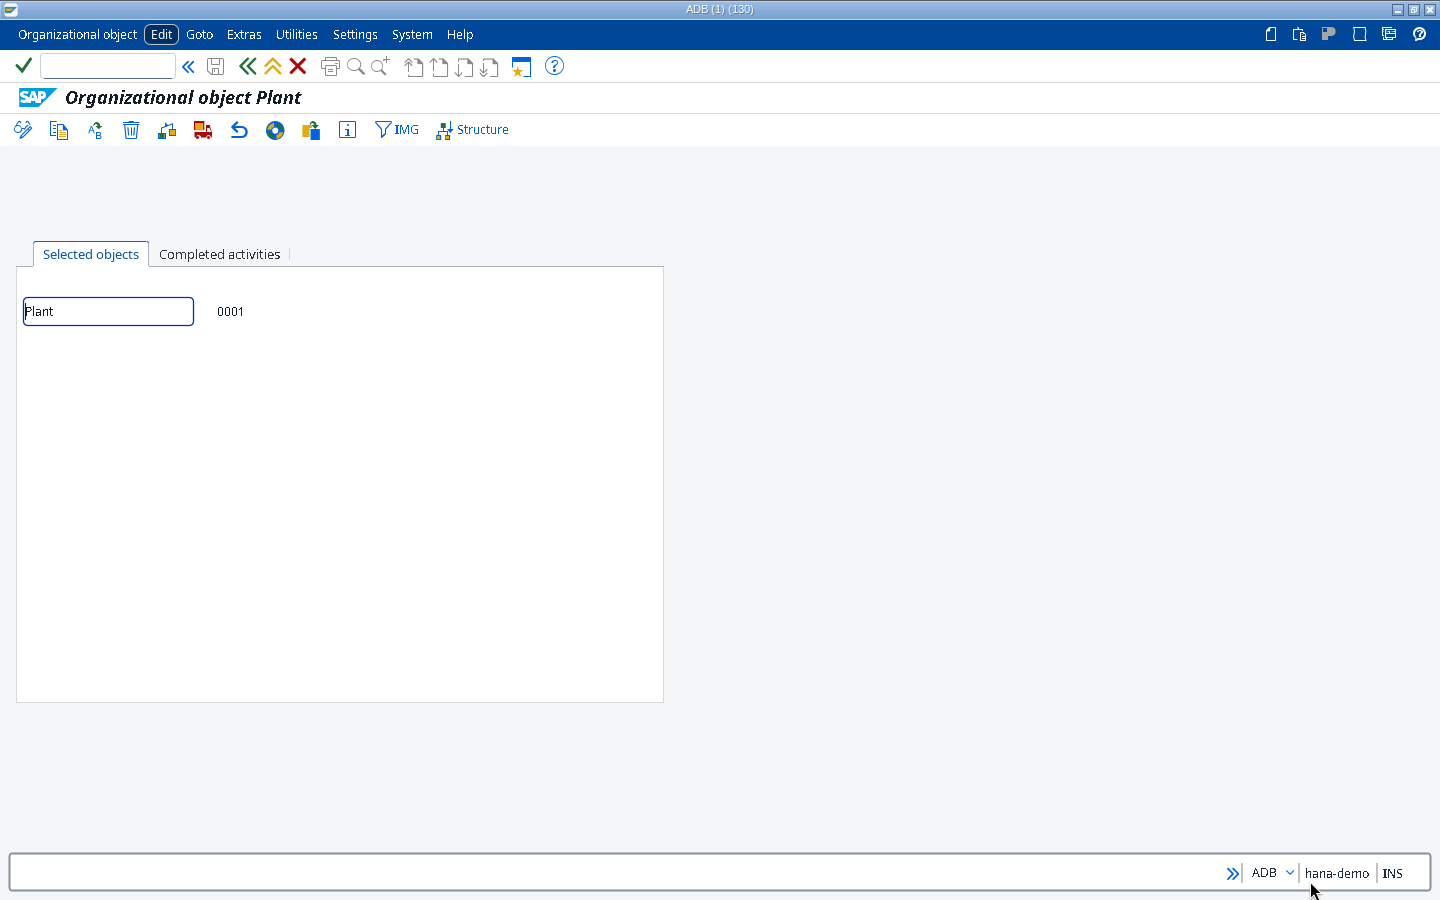 ADB (1) (130)
Organizational object Edit Goto Extras Utilities Settings System Help
SAP Organizational object Plant
IMG Structure
Selected objects Completed activities
Plant 0001
ADB hana-demo INS